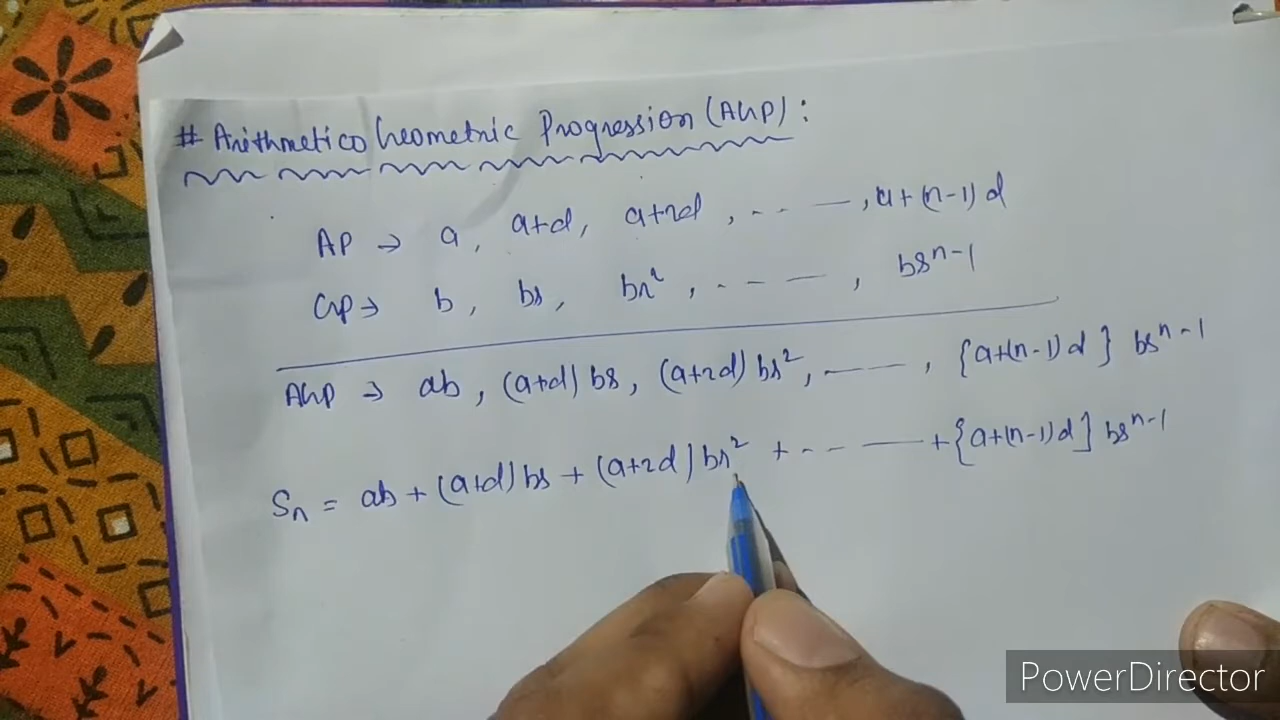 # Arithmetico Geometric Progression (AGP) :
AP → a, a+d, a+2d, - - —, a+(n-1)d
GP → b, br, br², - - —, brⁿ⁻¹
AGP → ab, (a+d)br, (a+2d)br², ——, {a+(n-1)d} brⁿ⁻¹
Sₙ = ab + (a+d)br + (a+2d)br² + - - — + {a+(n-1)d} brⁿ⁻¹
PowerDirector